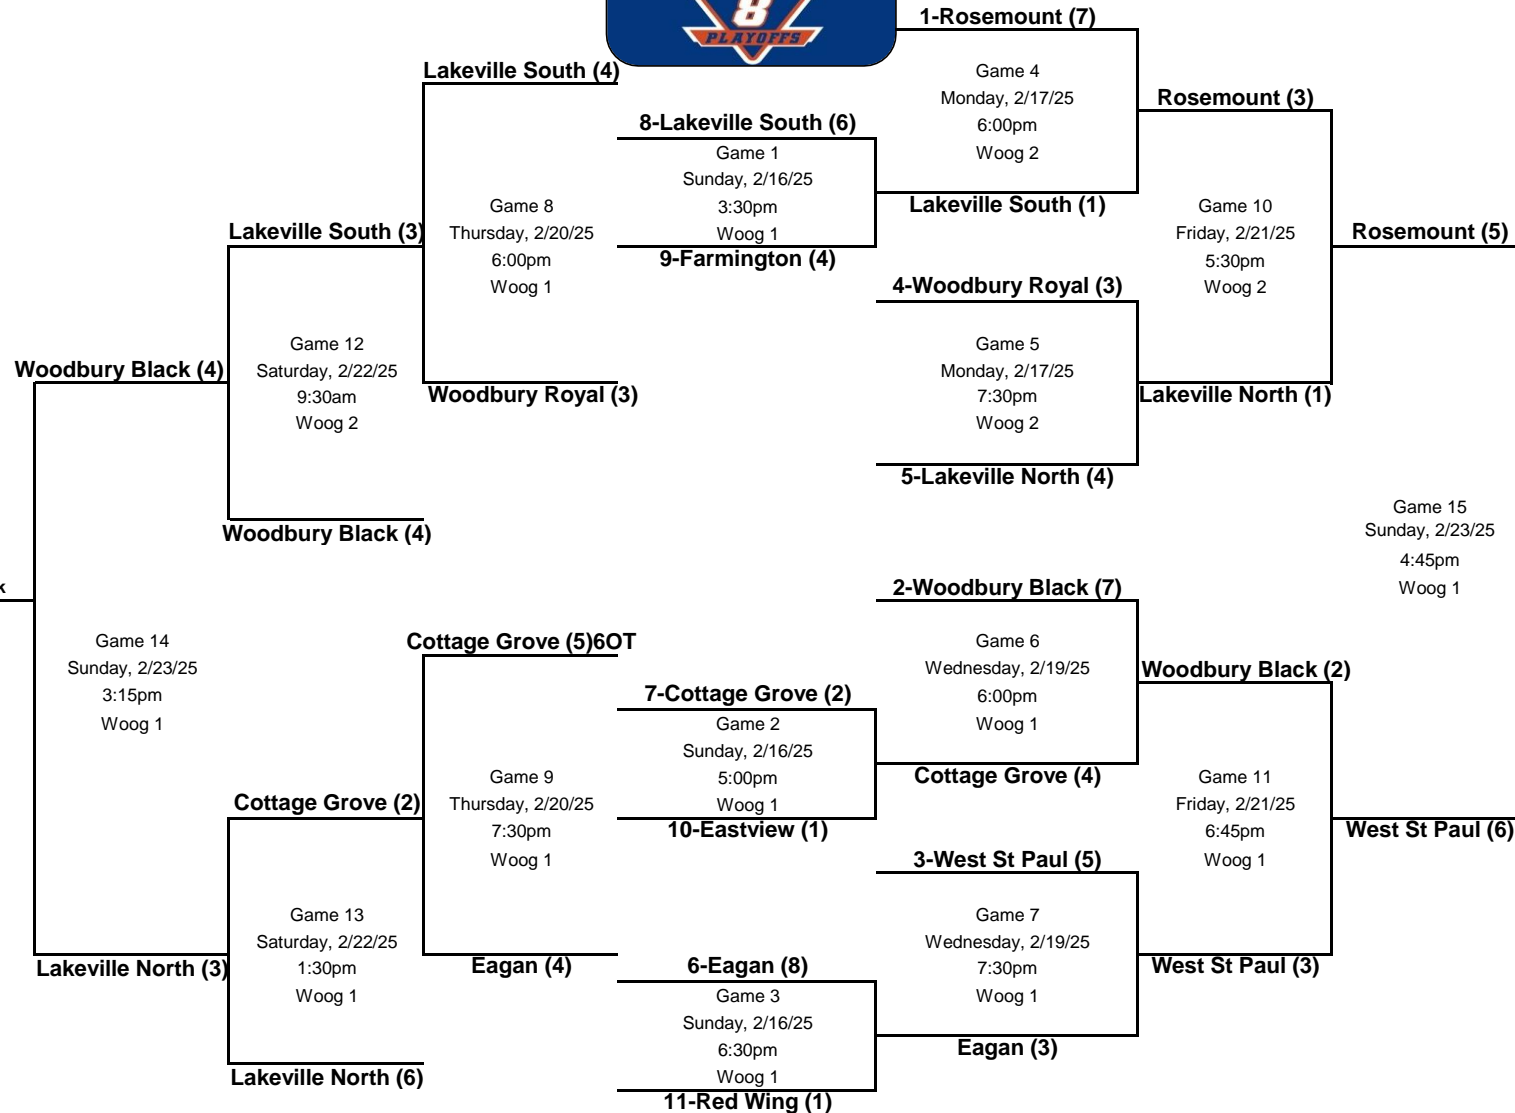 8
PLAYOFFS
1-Rosemount (7)
Lakeville South (4)
Game 4
Monday, 2/17/25
6:00pm
Woog 2
Rosemount (3)
8-Lakeville South (6)
Game 1
Sunday, 2/16/25
3:30pm
Woog 1
9-Farmington (4)
Lakeville South (1)
Game 8
Thursday, 2/20/25
6:00pm
Woog 1
Lakeville South (3)
Game 10
Friday, 2/21/25
5:30pm
Woog 2
Rosemount (5)
4-Woodbury Royal (3)
Game 5
Monday, 2/17/25
7:30pm
Woog 2
5-Lakeville North (4)
Lakeville North (1)
Woodbury Black (4)
Game 12
Saturday, 2/22/25
9:30am
Woog 2
Woodbury Royal (3)
Woodbury Black (4)
Game 15
Sunday, 2/23/25
4:45pm
Woog 1
2-Woodbury Black (7)
Game 14
Sunday, 2/23/25
3:15pm
Woog 1
Cottage Grove (5)6OT
Game 6
Wednesday, 2/19/25
6:00pm
Woog 1
Woodbury Black (2)
7-Cottage Grove (2)
Game 2
Sunday, 2/16/25
5:00pm
Woog 1
10-Eastview (1)
Cottage Grove (4)
Game 9
Thursday, 2/20/25
7:30pm
Woog 1
Cottage Grove (2)
Game 11
Friday, 2/21/25
6:45pm
Woog 1
West St Paul (6)
3-West St Paul (5)
Game 7
Wednesday, 2/19/25
7:30pm
Woog 1
Game 13
Saturday, 2/22/25
1:30pm
Woog 1
Lakeville North (3)
Eagan (4)
6-Eagan (8)
West St Paul (3)
Game 3
Sunday, 2/16/25
6:30pm
Woog 1
Eagan (3)
Lakeville North (6)
11-Red Wing (1)